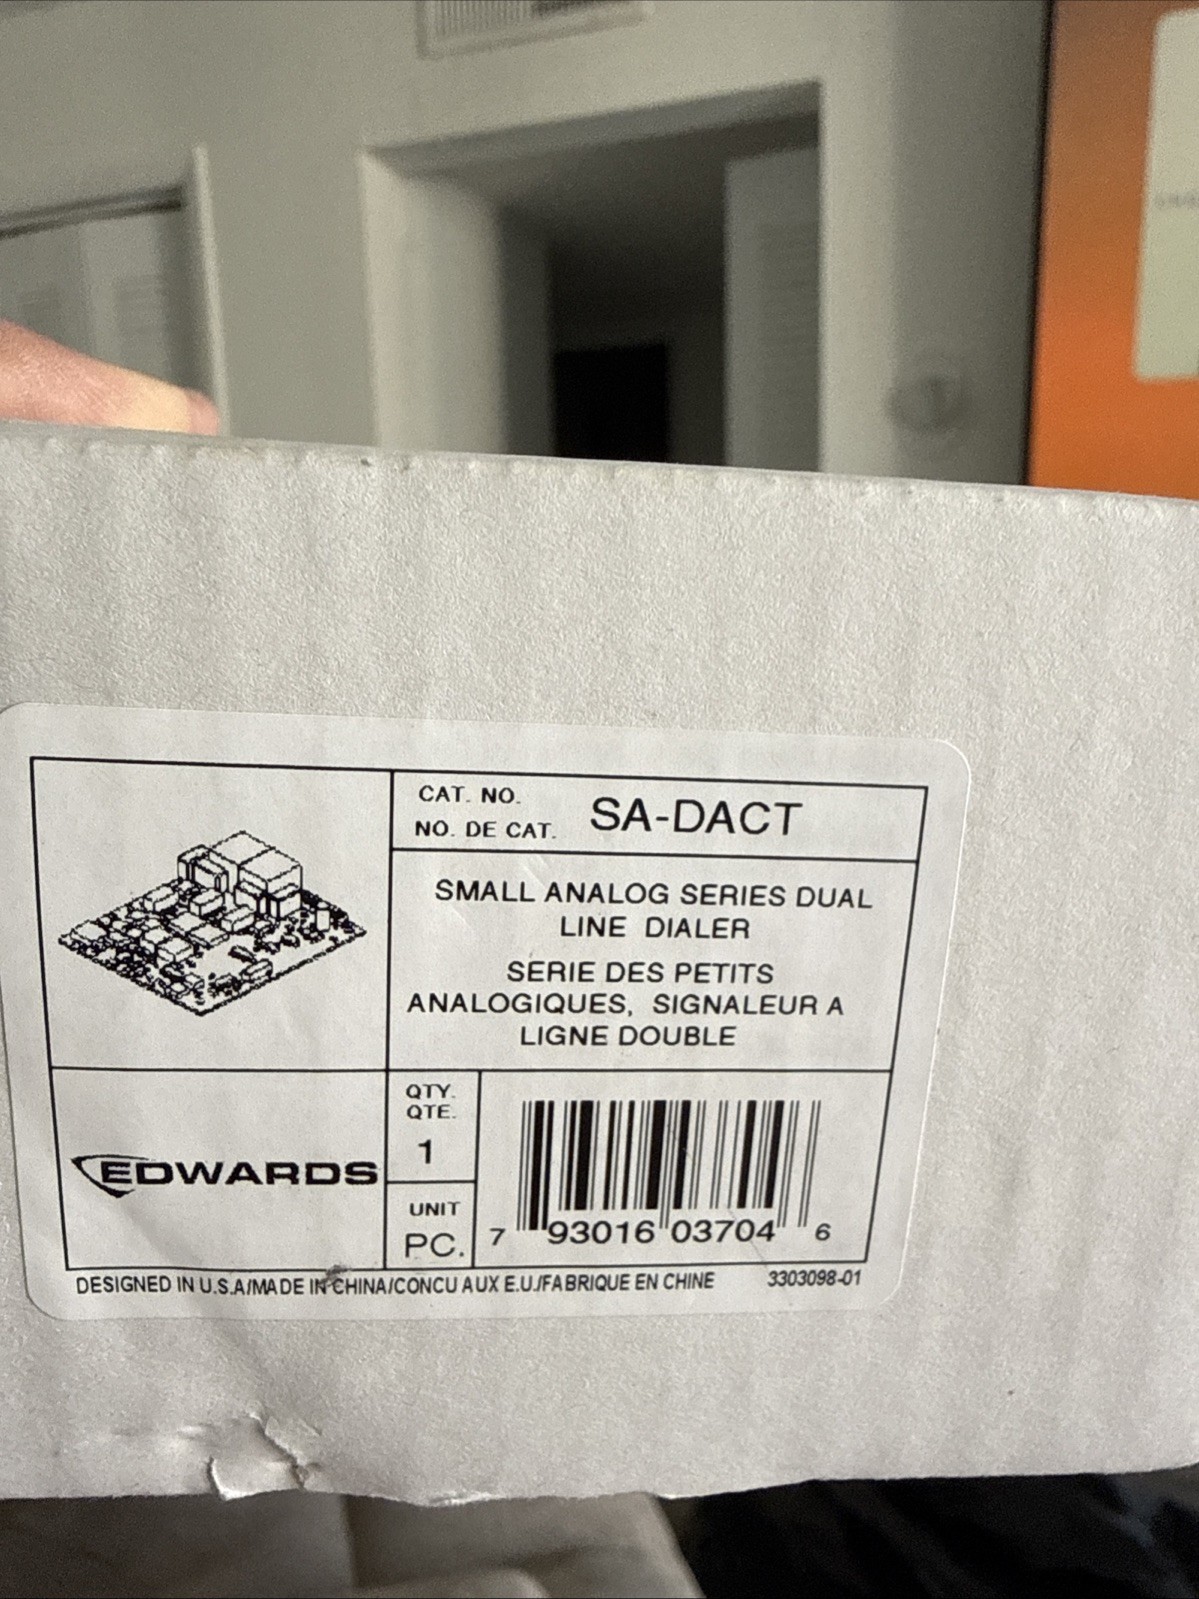 CAT. NO.
NO. DE CAT.
SA-DACT
SMALL ANALOG SERIES DUAL
LINE DIALER
SERIE DES PETITS
ANALOGIQUES, SIGNALEUR A
LIGNE DOUBLE
EDWARDS
QTY.
QTE.
1
UNIT
PC.
7 93016 03704 6
DESIGNED IN U.S.A/MADE IN CHINA/CONCU AUX E.U./FABRIQUE EN CHINE 3303098-01